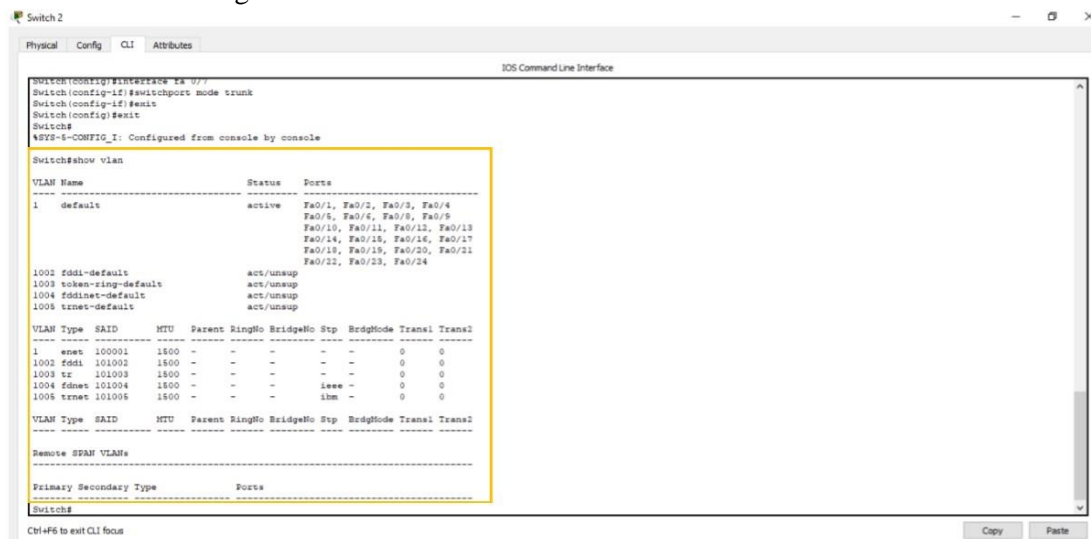 Switch 2
Physical Config CLI Attributes
IOS Command Line Interface
Switch(config)#interface fa 0/7
Switch(config-if)#switchport mode trunk
Switch(config-if)#exit
Switch(config)#exit
Switch#
%SYS-5-CONFIG_I: Configured from console by console
Switch#show vlan
VLAN Name Status Ports
---- -------------------------------- --------- -------------------------------
1 default active Fa0/1, Fa0/2, Fa0/3, Fa0/4
Fa0/5, Fa0/6, Fa0/8, Fa0/9
Fa0/10, Fa0/11, Fa0/12, Fa0/13
Fa0/14, Fa0/15, Fa0/16, Fa0/17
Fa0/18, Fa0/19, Fa0/20, Fa0/21
Fa0/22, Fa0/23, Fa0/24
1002 fddi-default act/unsup
1003 token-ring-default act/unsup
1004 fddinet-default act/unsup
1005 trnet-default act/unsup
VLAN Type SAID MTU Parent RingNo BridgeNo Stp BrdgMode Trans1 Trans2
---- ----- ---------- ----- ------ ------ -------- ---- -------- ------ ------
1 enet 100001 1500 - - - - - 0 0
1002 fddi 101002 1500 - - - - - 0 0
1003 tr 101003 1500 - - - - - 0 0
1004 fdnet 101004 1500 - - - ieee - 0 0
1005 trnet 101005 1500 - - - ibm - 0 0
VLAN Type SAID MTU Parent RingNo BridgeNo Stp BrdgMode Trans1 Trans2
---- ----- ---------- ----- ------ ------ -------- ---- -------- ------ ------
Remote SPAN VLANs
------------------------------------------------------------------------------
Primary Secondary Type Ports
------- --------- ----------------- ------------------------------------------
Switch#
Ctrl+F6 to exit CLI focus
Copy Paste